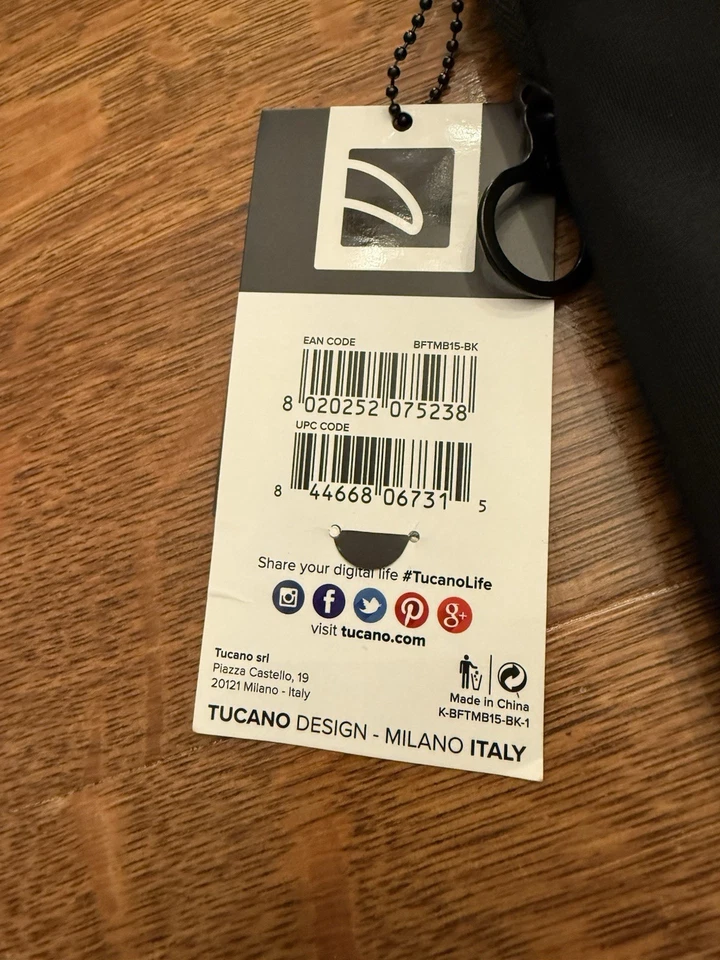 EAN CODE BFTMB15-BK
8 020252 075238
UPC CODE
8 44668 06731 5
Share your digital life #TucanoLife
visit tucano.com
Tucano srl
Piazza Castello, 19
20121 Milano - Italy
Made in China
K-BFTMB15-BK-1
TUCANO DESIGN - MILANO ITALY